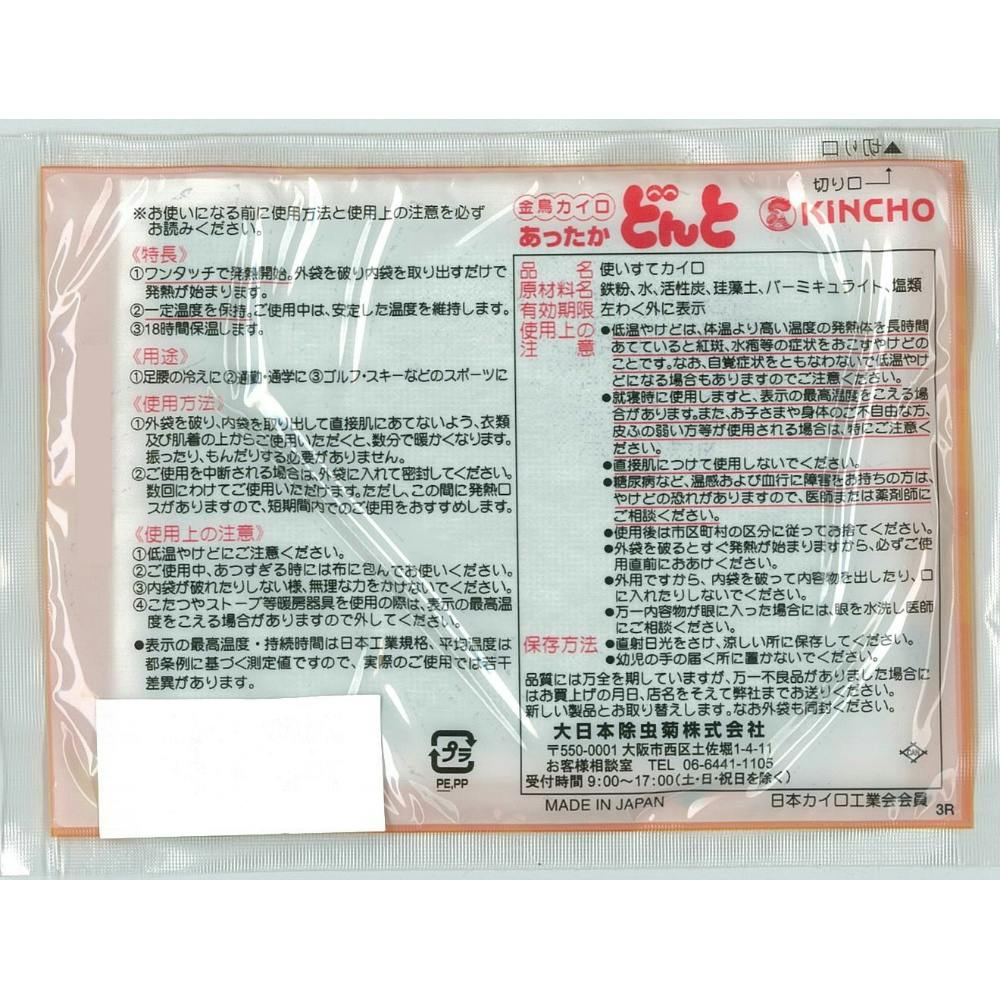 切り口
切り口
※お使いになる前に使用方法と使用上の注意を必ず
お読みください。
《特長》
①ワンタッチで発熱開始。外袋を破り内袋を取り出すだけで
発熱が始まります。
②一定温度を保持。ご使用中は、安定した温度を維持します。
③18時間保温します。
《用途》
①足腰の冷えに②通勤・通学に③ゴルフ・スキーなどのスポーツに
《使用方法》
①外袋を破り、内袋を取り出して直接肌にあてないよう、衣類
及び肌着の上からご使用いただくと、数分で暖かくなります。
振ったり、もんだりする必要がありません。
②ご使用を中断される場合は、外袋に入れて密封してください。
数回にわけてご使用いただけます。ただし、この間に発熱ロ
スがありますので、短期間内でのご使用をおすすめします。
《使用上の注意》
①低温やけどにご注意ください。
②ご使用中、あつすぎる時には布に包んでお使いください。
③内袋が破れたりしない様、無理な力をかけないでください。
④こたつやストーブ等暖房器具を使用の際は、表示の最高温
度をこえる場合がありますので外してください。
●表示の最高温度・持続時間は日本工業規格、平均温度は
都条例に基づく測定値ですので、実際のご使用では若干
差異があります。
プラ
PE,PP
金鳥カイロ
あったか
どんと
KINCHO
品名 使いすてカイロ
原材料名 鉄粉、水、活性炭、珪藻土、バーミキュライト、塩類
有効期限 左わく外に表示
使用上の注意 ●低温やけどは、体温より高い温度の発熱体を長時間
あてていると紅斑、水疱等の症状をおこすやけどの
ことです。なお、自覚症状をともなわないで低温やけ
どになる場合もありますのでご注意ください。
●就寝時に使用しますと、表示の最高温度をこえる場
合があります。また、お子さまや身体のご不自由な方、
皮ふの弱い方等が使用される場合は、特にご注意く
ださい。
●直接肌につけて使用しないでください。
●糖尿病など、温感および血行に障害をお持ちの方は、
やけどの恐れがありますので、医師または薬剤師に
ご相談ください。
●使用後は市区町村の区分に従ってお捨てください。
●外袋を破るとすぐ発熱が始まりますから、必ずご使
用直前におあけください。
●外用ですから、内袋を破って内容物を出したり、口
に入れたりしないでください。
●万一内容物が眼に入った場合には、眼を水洗し医師
にご相談ください。
保存方法 ●直射日光をさけ、涼しい所に保存してください。
●幼児の手の届く所に置かないでください。
品質には万全を期していますが、万一不良品がありました場合に
はお買上げの月日、店名をそえて弊社までお送りください。
新しい製品とお取り替えします。なお外袋も同封ください。
大日本除虫菊株式会社
〒550-0001 大阪市西区土佐堀1-4-11
お客様相談室 TEL 06-6441-1105
受付時間 9:00〜17:00(土・日・祝日を除く)
MADE IN JAPAN
日本カイロ工業会会員
3R